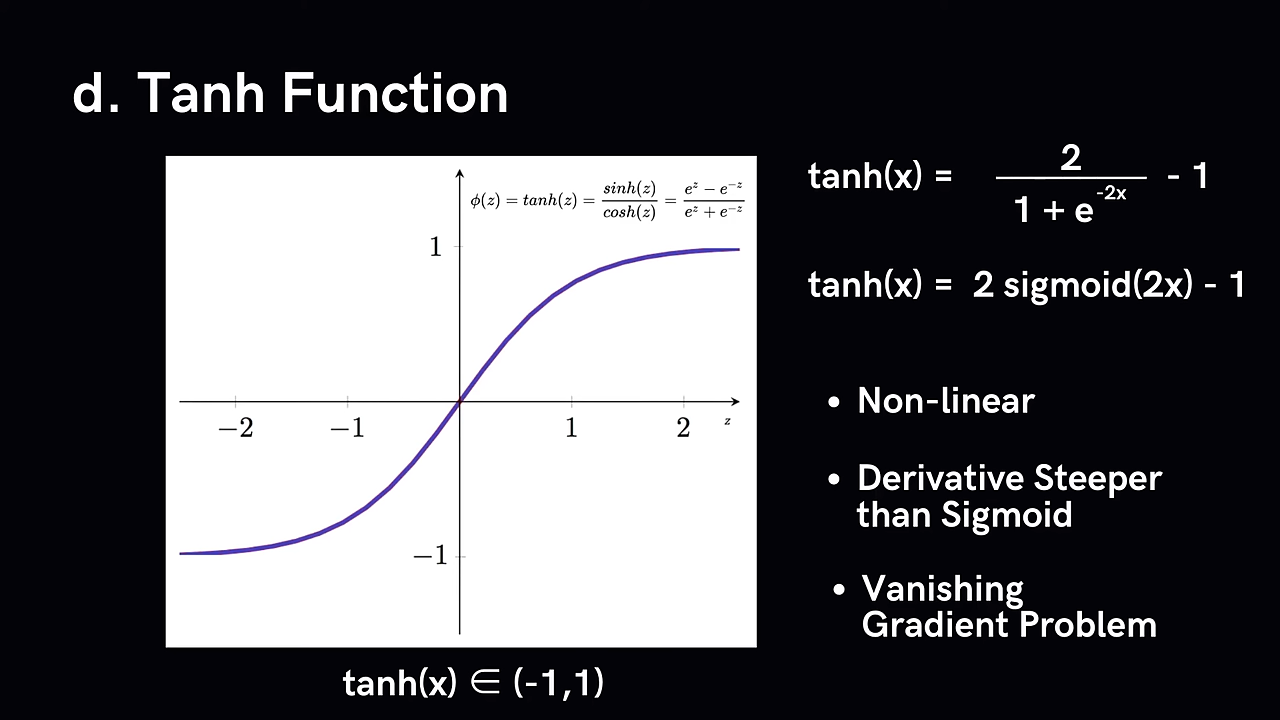 d. Tanh Function
ϕ(z) = tanh(z) = sinh(z)/cosh(z) = (e^z − e^−z)/(e^z + e^−z)
1
−2 −1 1 2 z
−1
tanh(x) ∈ (-1,1)
tanh(x) = 2/(1 + e^-2x) - 1
tanh(x) = 2 sigmoid(2x) - 1
• Non-linear
• Derivative Steeper
than Sigmoid
• Vanishing
Gradient Problem